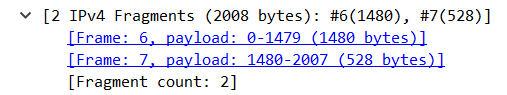 [2 IPv4 Fragments (2008 bytes): #6(1480), #7(528)]
[Frame: 6, payload: 0-1479 (1480 bytes)]
[Frame: 7, payload: 1480-2007 (528 bytes)]
[Fragment count: 2]